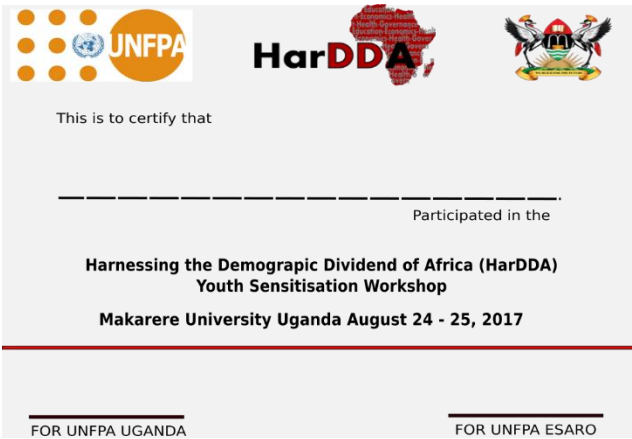 UNFPA
HarDDA
This is to certify that
Participated in the
Harnessing the Demograpic Dividend of Africa (HarDDA)
Youth Sensitisation Workshop
Makarere University Uganda August 24 - 25, 2017
FOR UNFPA UGANDA
FOR UNFPA ESARO